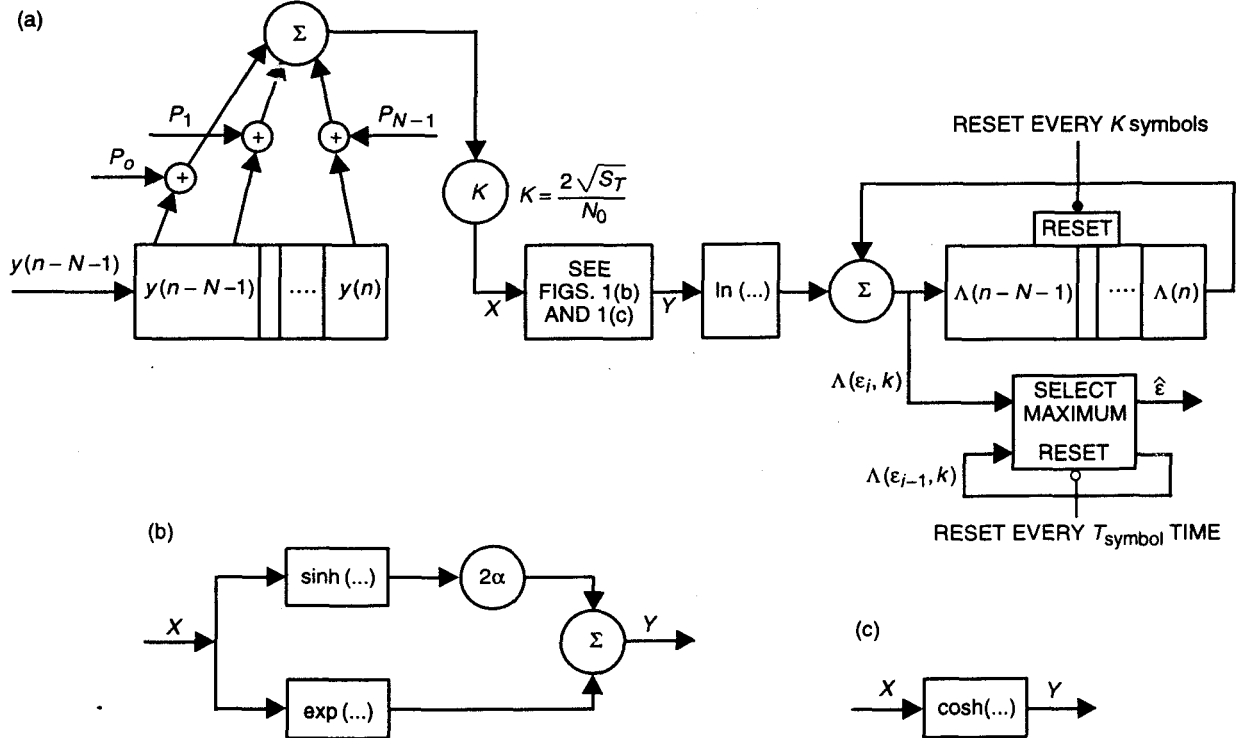 (a)
Σ
P1
+
+
PN−1
Po
+
K
K = 2√ST / N0
RESET EVERY K symbols
RESET
y(n−N−1)
y(n−N−1)
....
y(n)
X
SEE
FIGS. 1(b)
AND 1(c)
Y
ln (...)
Σ
Λ(n−N−1)
....
Λ(n)
Λ(εi, k)
SELECT
MAXIMUM
ε̂
RESET
Λ(εi−1, k)
RESET EVERY Tsymbol TIME
(b)
sinh (...)
2α
X
Σ
Y
exp (...)
(c)
X
cosh(...)
Y